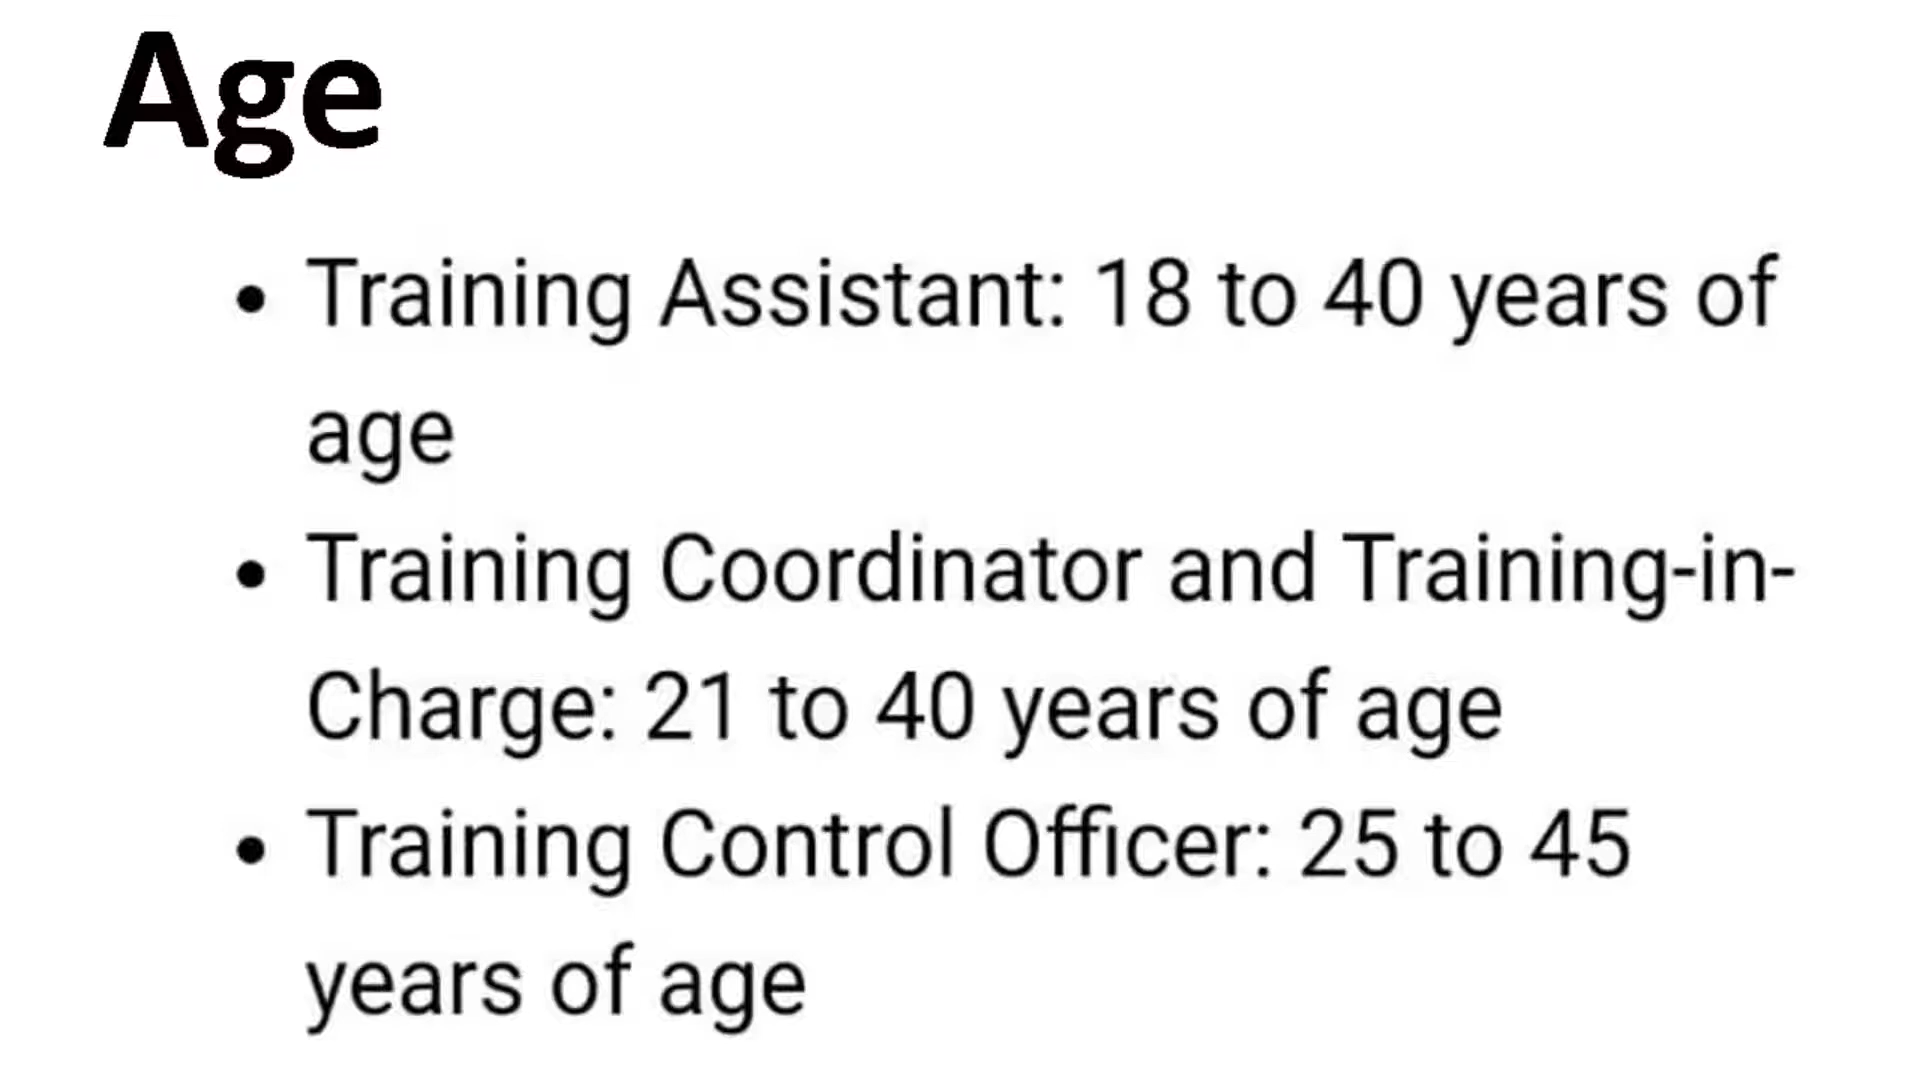 Age
• Training Assistant: 18 to 40 years of
age
• Training Coordinator and Training-in-
Charge: 21 to 40 years of age
• Training Control Officer: 25 to 45
years of age